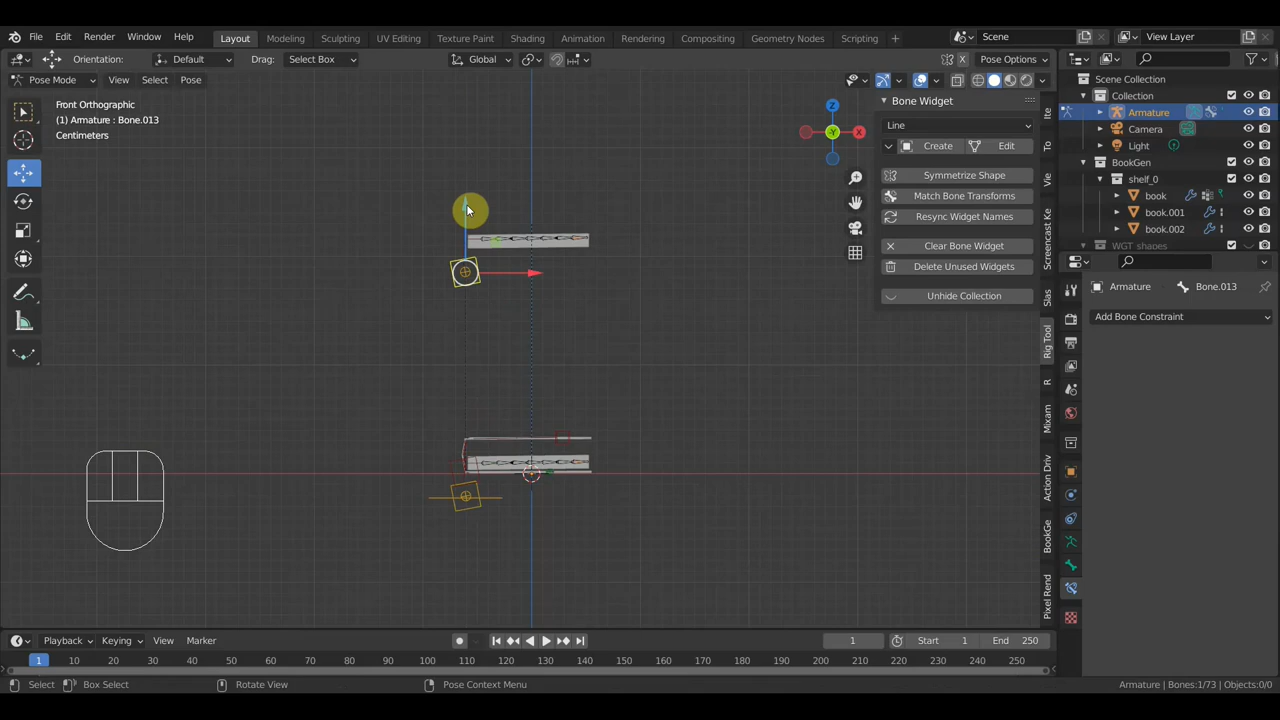 File Edit Render Window Help Layout Modeling Sculpting UV Editing Texture Paint Shading Animation Rendering Compositing Geometry Nodes Scripting Scene View Layer
Orientation: Default Drag: Select Box Global Pose Options
Pose Mode View Select Pose
Scene Collection
Collection
Armature
Camera
Light
BookGen
shelf_0
book
book.001
book.002
WGT shapes
Front Orthographic
(1) Armature : Bone.013
Centimeters
Z
X
-Y
Bone Widget
Line
Create Edit
Symmetrize Shape
Match Bone Transforms
Resync Widget Names
Clear Bone Widget
Delete Unused Widgets
Unhide Collection
Ite
To
Vie
Screencast Ke
Slas
Rig Tool
R
Mixam
Action Driv
BookGe
Pixel Rend
Armature Bone.013
Add Bone Constraint
Playback Keying View Marker 1 Start 1 End 250
1 10 20 30 40 50 60 70 80 90 100 110 120 130 140 150 160 170 180 190 200 210 220 230 240 250
Select Box Select Rotate View Pose Context Menu Armature | Bones:1/73 | Objects:0/0